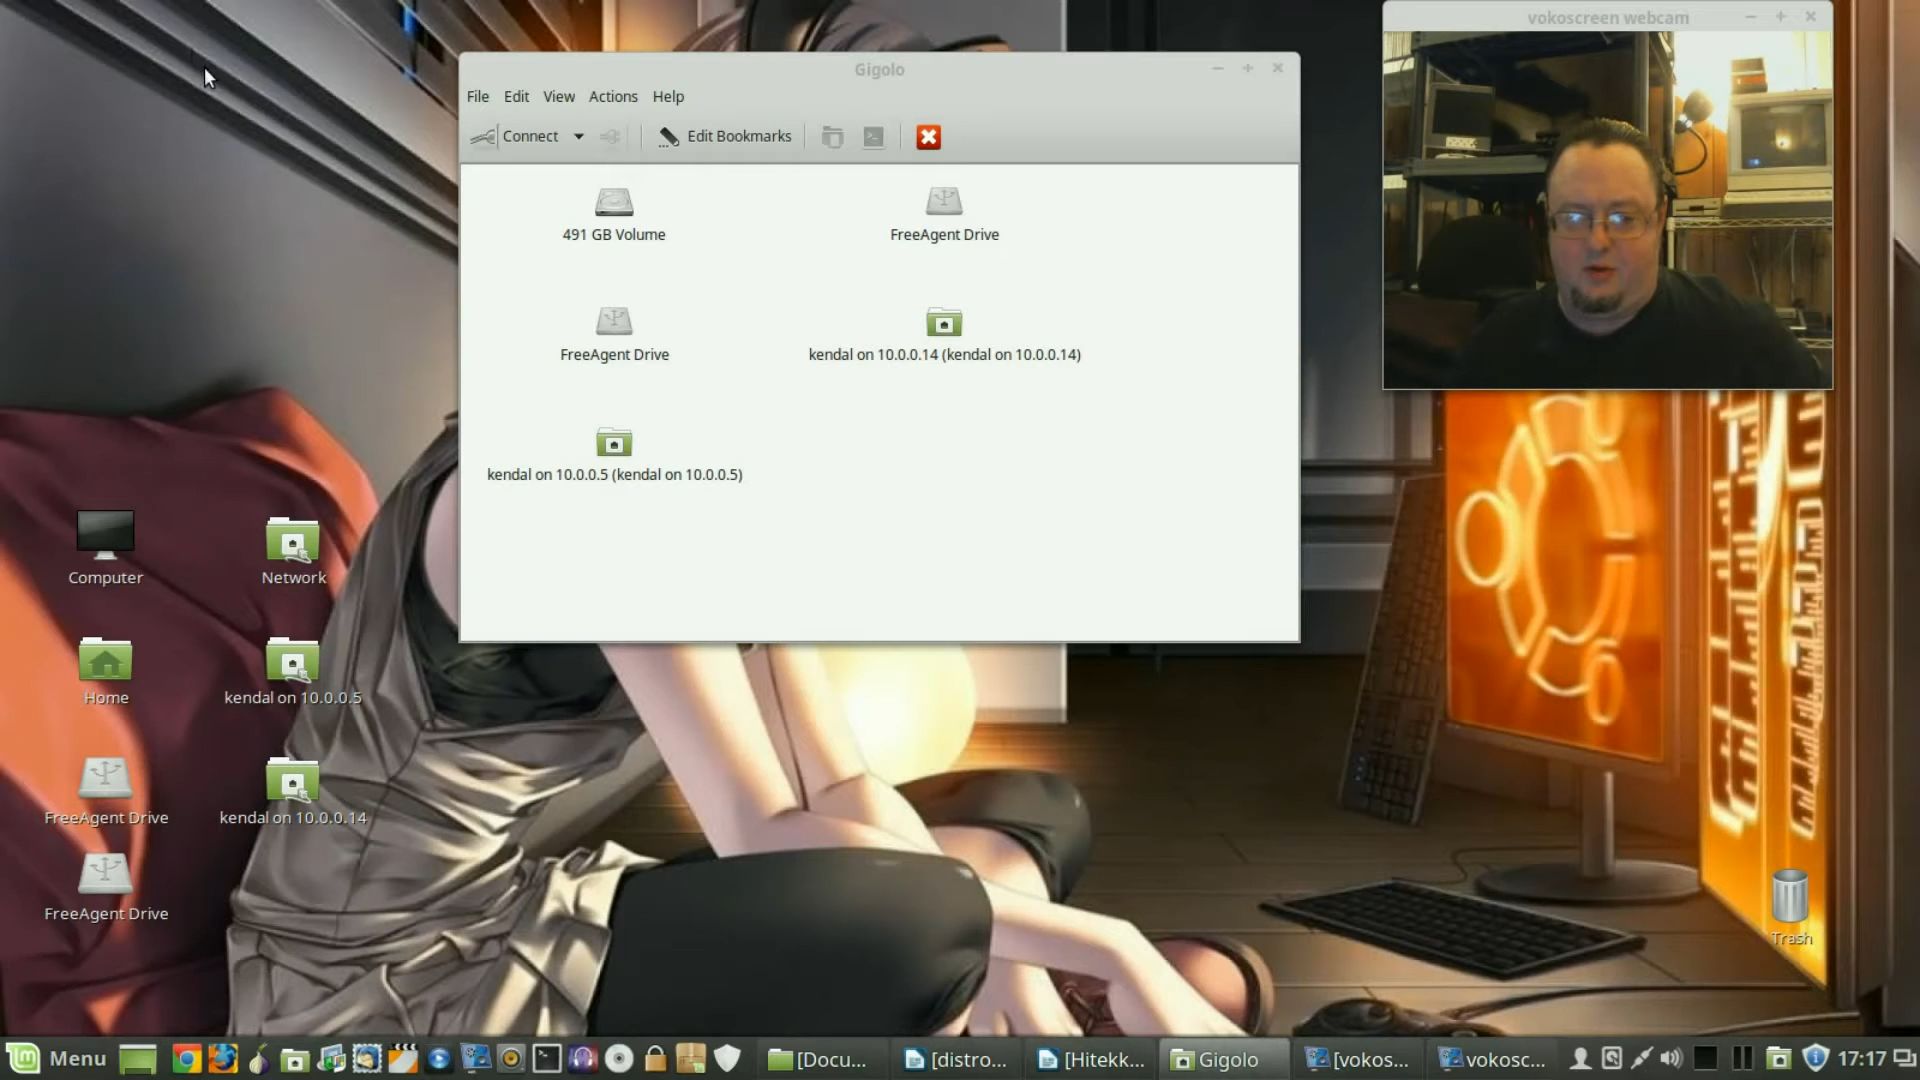 vokoscreen webcam
Gigolo
File Edit View Actions Help
Connect
Edit Bookmarks
491 GB Volume
FreeAgent Drive
FreeAgent Drive
kendal on 10.0.0.14 (kendal on 10.0.0.14)
kendal on 10.0.0.5 (kendal on 10.0.0.5)
Computer
Network
Home
kendal on 10.0.0.5
FreeAgent Drive
kendal on 10.0.0.14
FreeAgent Drive
Trash
Menu
[Docu...
[distro...
[Hitekk...
Gigolo
[vokos...
vokosc...
17:17